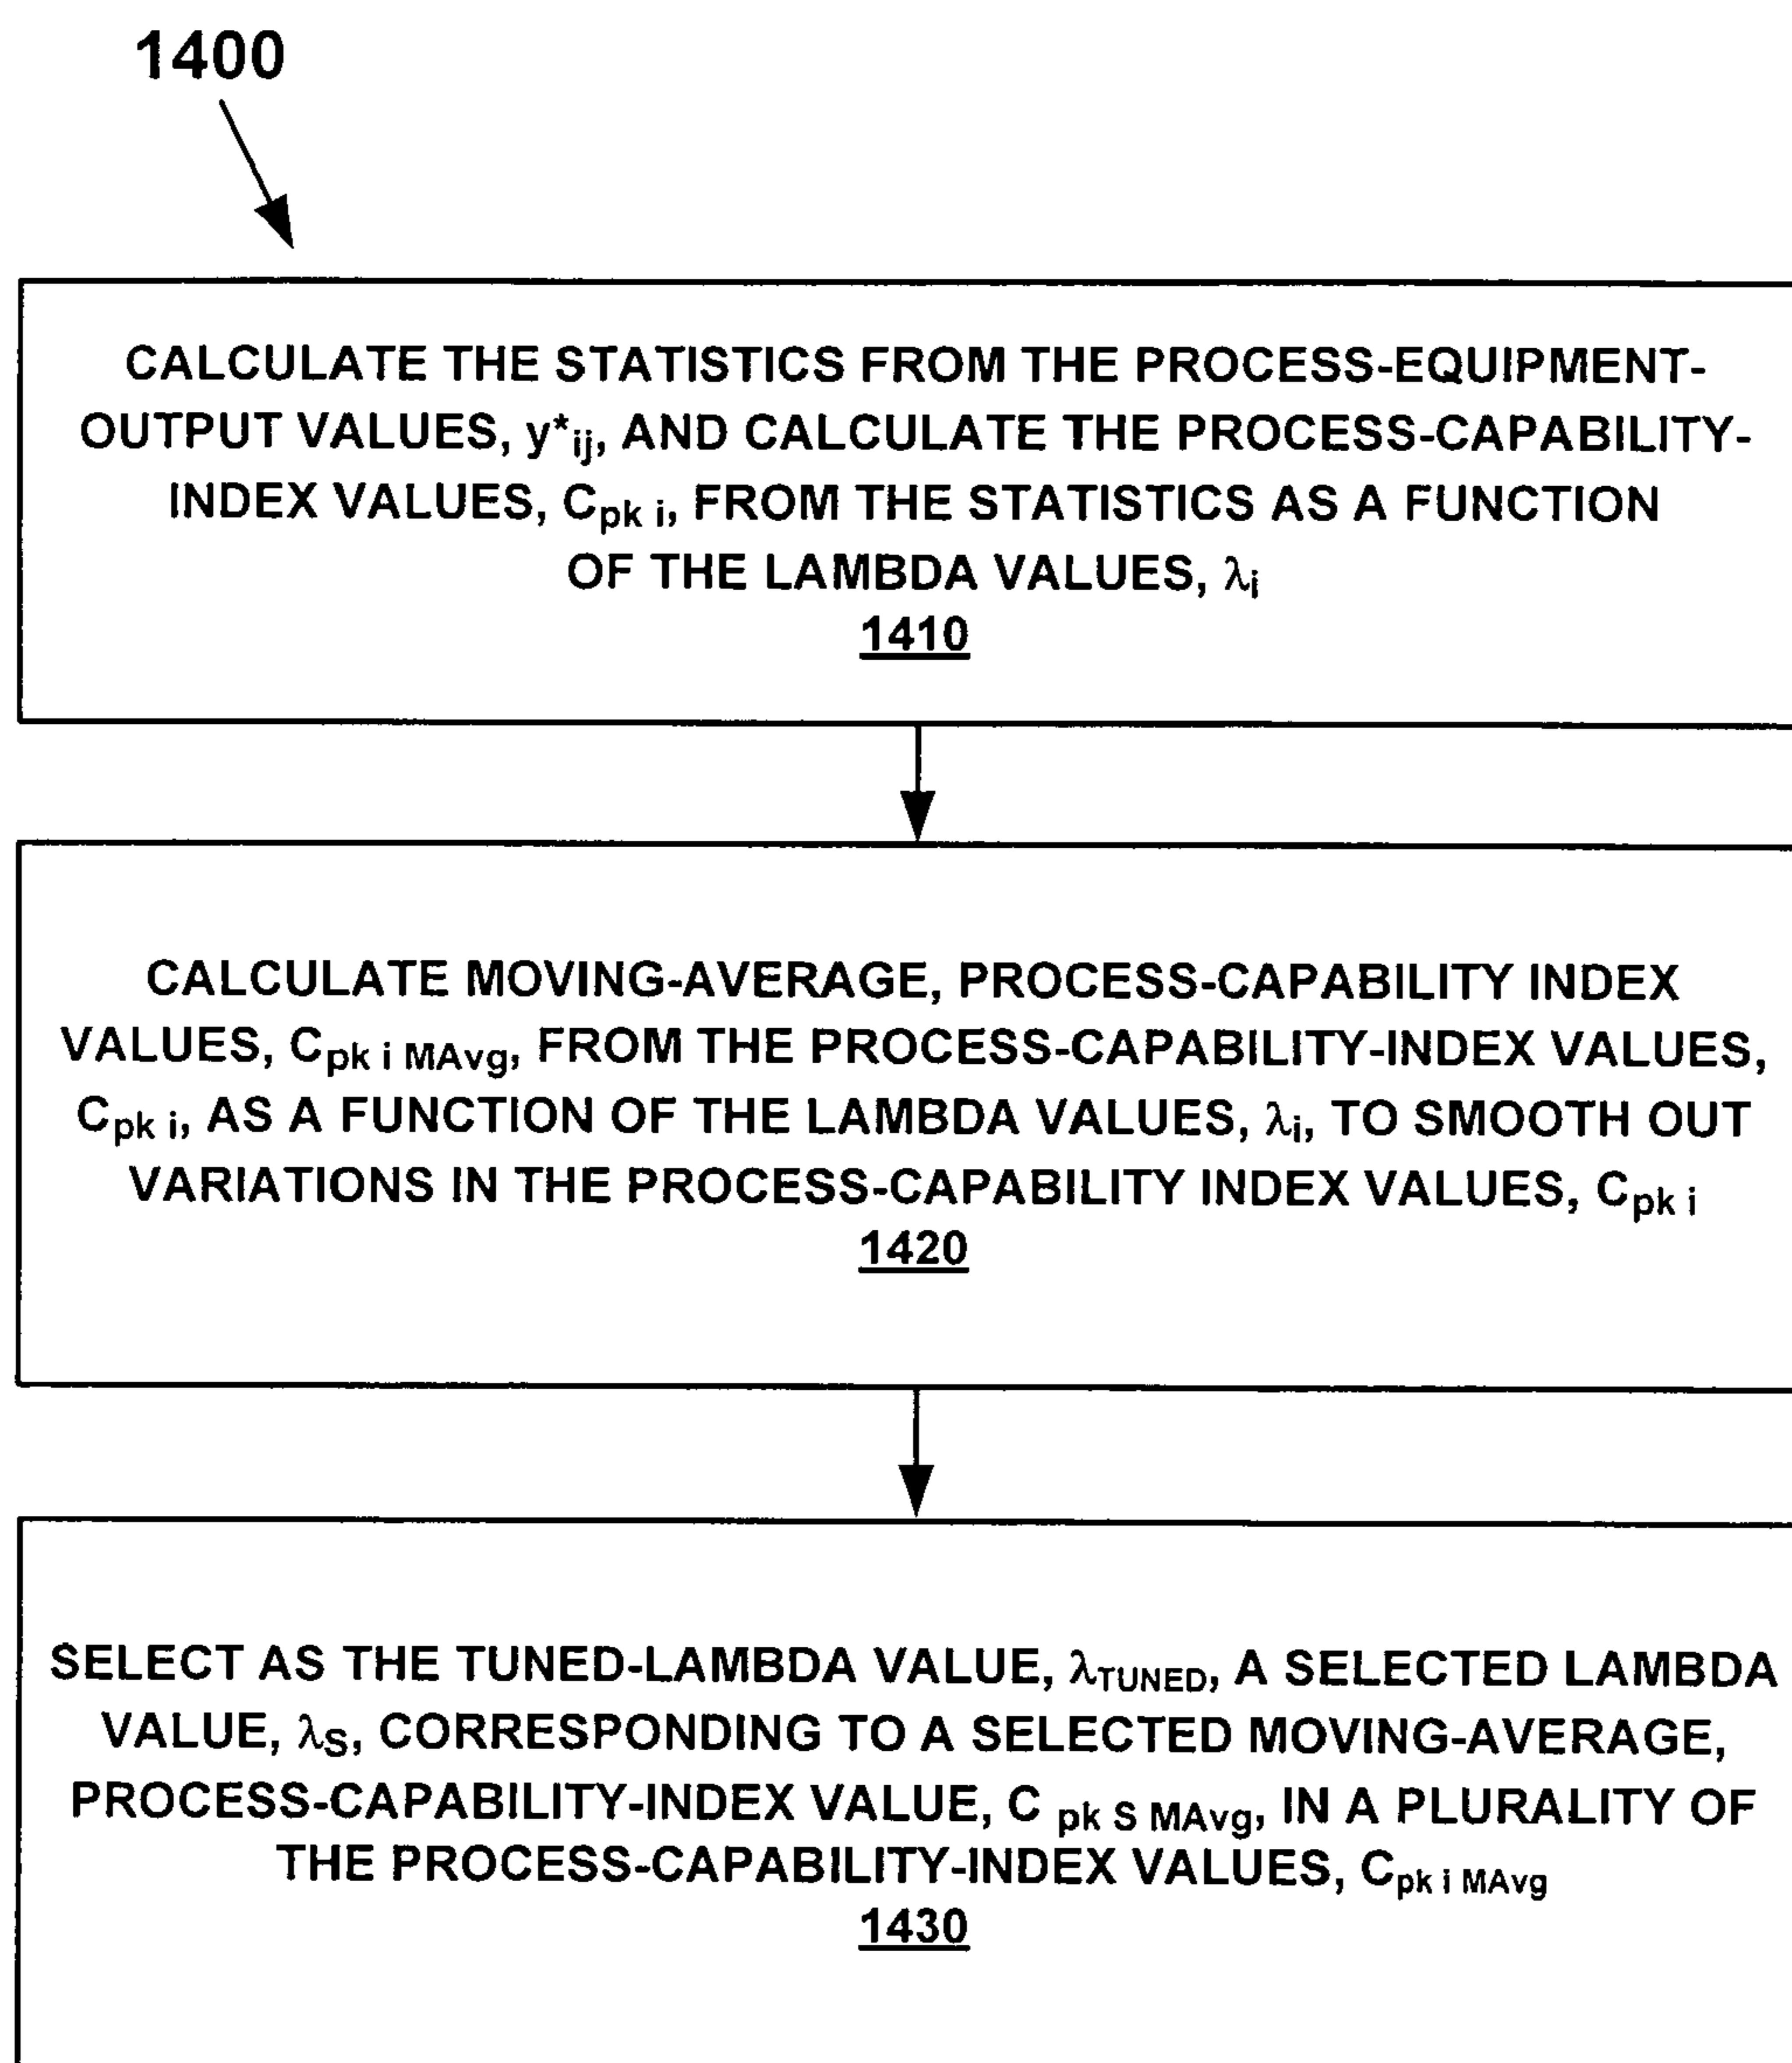 1400
CALCULATE THE STATISTICS FROM THE PROCESS-EQUIPMENT-
OUTPUT VALUES, y*ij, AND CALCULATE THE PROCESS-CAPABILITY-
INDEX VALUES, Cpk i, FROM THE STATISTICS AS A FUNCTION
OF THE LAMBDA VALUES, λi
1410
CALCULATE MOVING-AVERAGE, PROCESS-CAPABILITY INDEX
VALUES, Cpk i MAvg, FROM THE PROCESS-CAPABILITY-INDEX VALUES,
Cpk i, AS A FUNCTION OF THE LAMBDA VALUES, λi, TO SMOOTH OUT
VARIATIONS IN THE PROCESS-CAPABILITY INDEX VALUES, Cpk i
1420
SELECT AS THE TUNED-LAMBDA VALUE, λTUNED, A SELECTED LAMBDA
VALUE, λS, CORRESPONDING TO A SELECTED MOVING-AVERAGE,
PROCESS-CAPABILITY-INDEX VALUE, C pk S MAvg, IN A PLURALITY OF
THE PROCESS-CAPABILITY-INDEX VALUES, Cpk i MAvg
1430